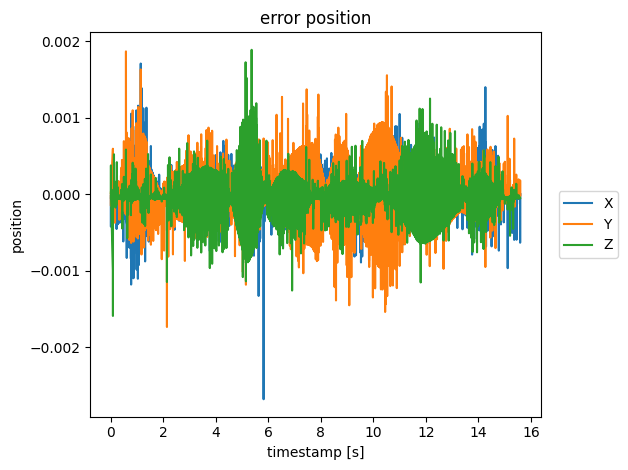 error position
0.002
0.001
0.000
−0.001
−0.002
position
0 2 4 6 8 10 12 14 16
timestamp [s]
X
Y
Z